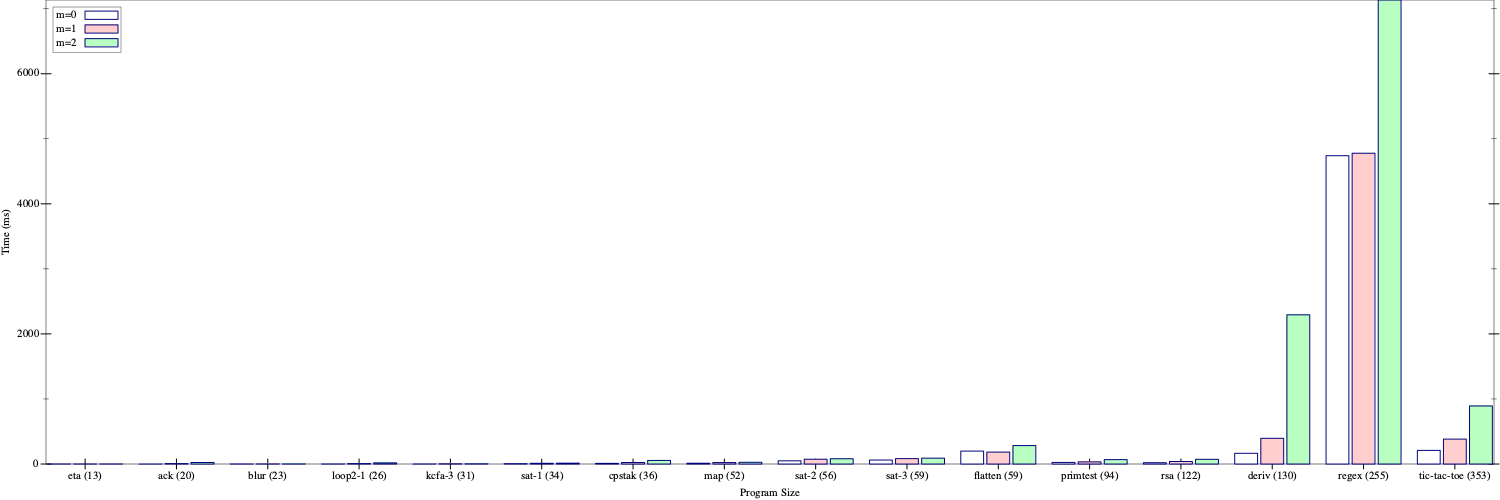 m=0
m=1
m=2
6000
4000
2000
0
Time (ms)
eta (13) ack (20) blur (23) loop2-1 (26) kcfa-3 (31) sat-1 (34) cpstak (36) map (52) sat-2 (56) sat-3 (59) flatten (59) primtest (94) rsa (122) deriv (130) regex (255) tic-tac-toe (353)
Program Size